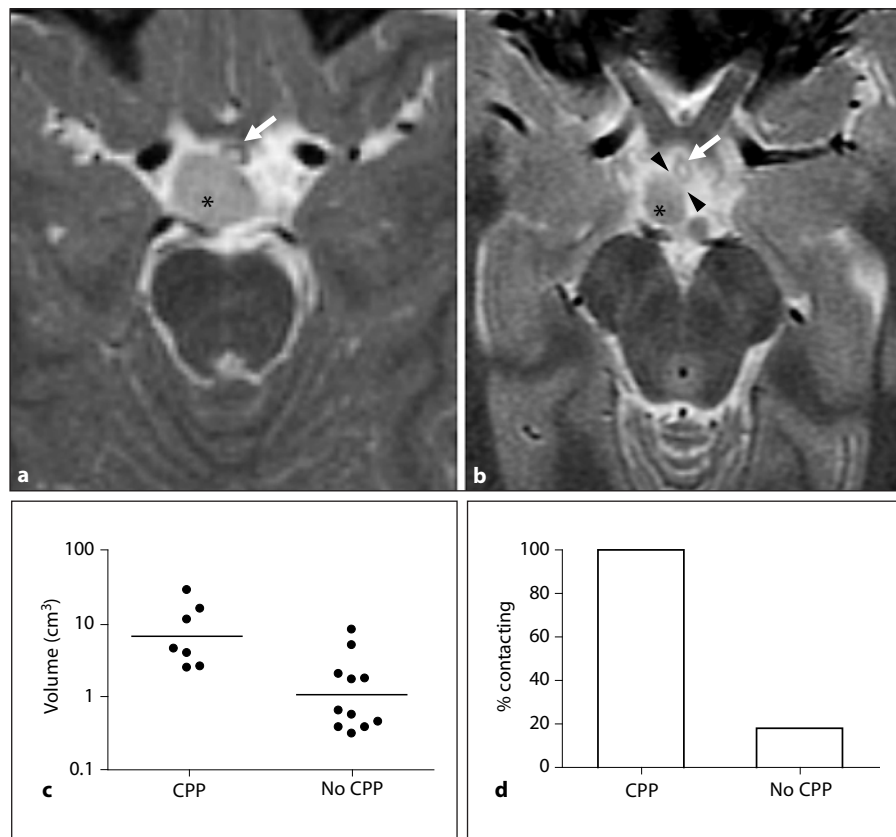 a
*
b
*
100
10
1
0.1
Volume (cm³)
CPP
No CPP
c
100
80
60
40
20
0
% contacting
CPP
No CPP
d